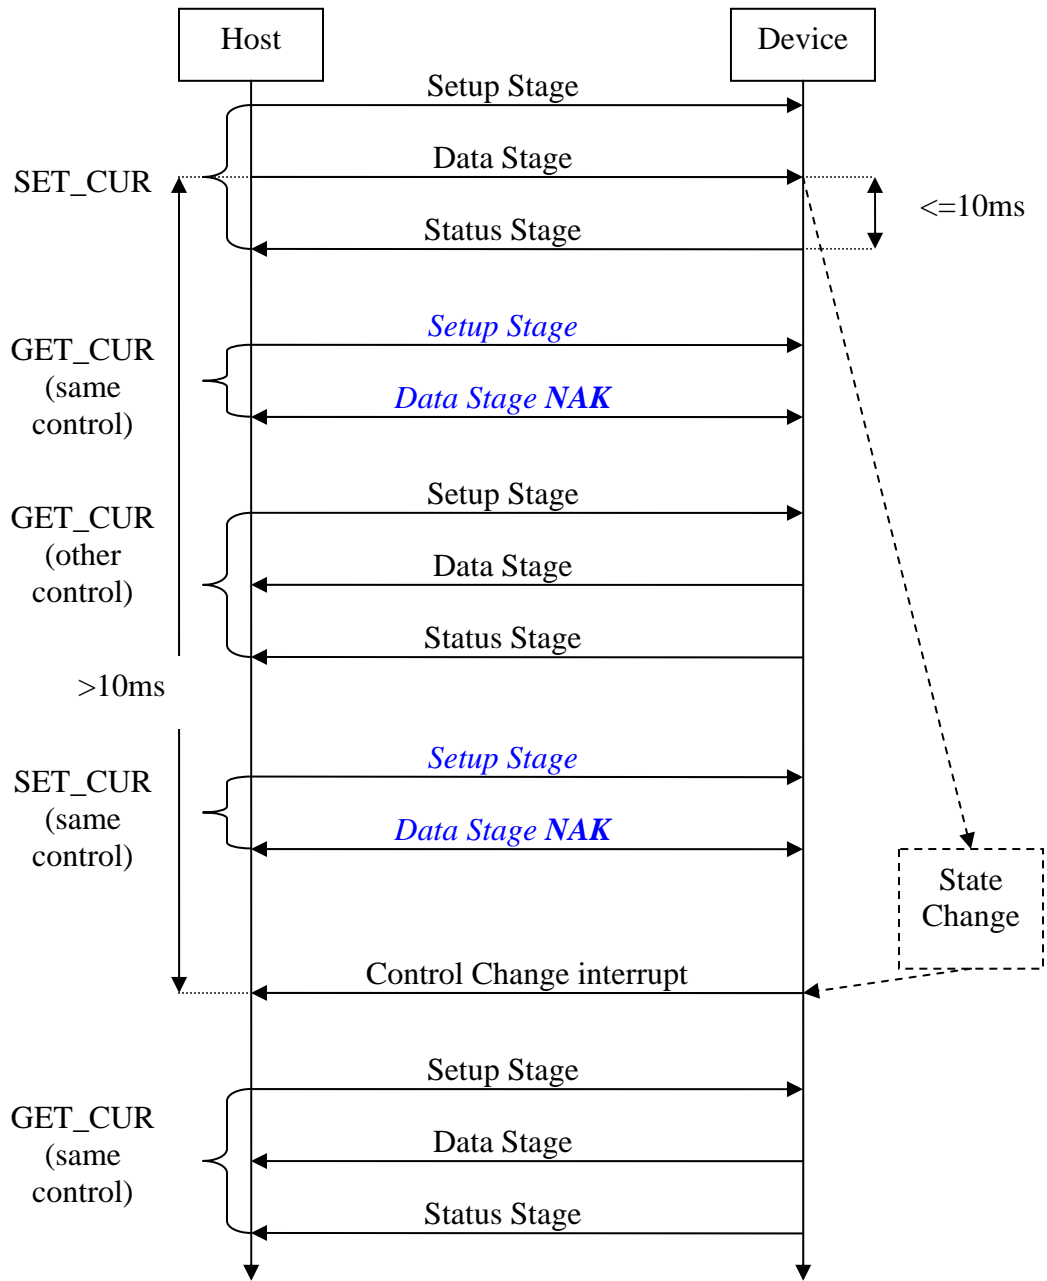 Host
Device
Setup Stage
Data Stage
SET_CUR
<=10ms
Status Stage
Setup Stage
GET_CUR
(same
control)
Data Stage NAK
Setup Stage
GET_CUR
(other
control)
Data Stage
Status Stage
>10ms
Setup Stage
SET_CUR
(same
control)
Data Stage NAK
State
Change
Control Change interrupt
Setup Stage
GET_CUR
(same
control)
Data Stage
Status Stage